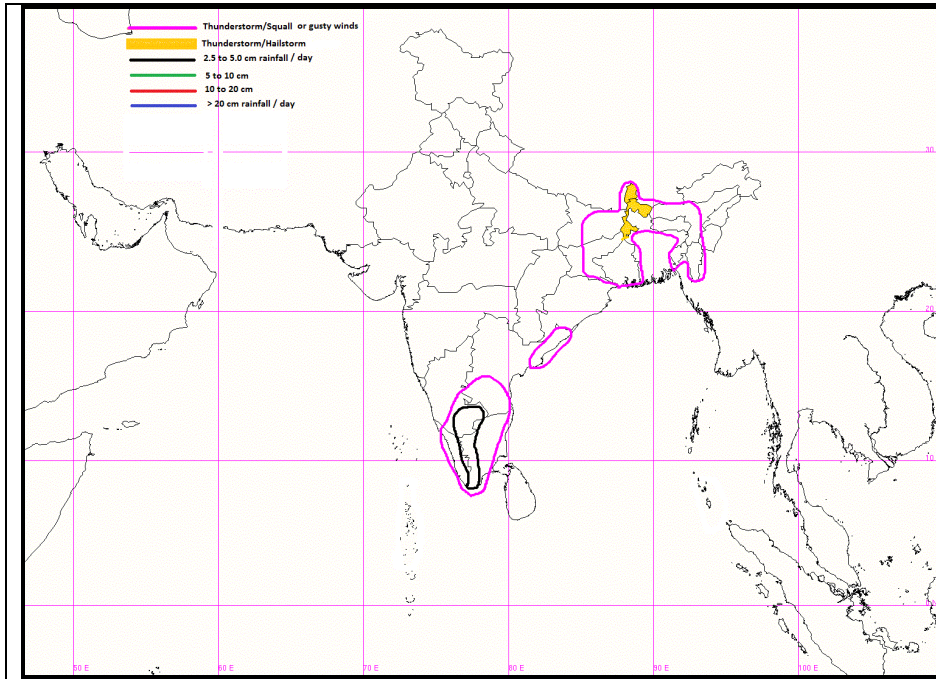 Thunderstorm/Squall or gusty winds
Thunderstorm/Hailstorm
2.5 to 5.0 cm rainfall / day
5 to 10 cm
10 to 20 cm
> 20 cm rainfall / day
30
20
10
50 E
60 E
70 E
80 E
90 E
100 E